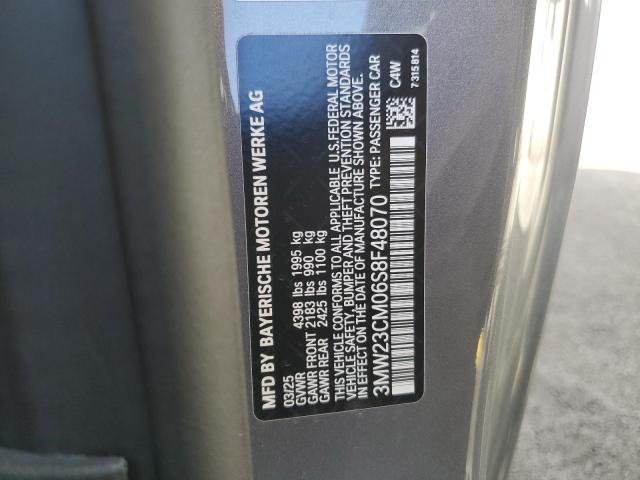 MFD BY BAYERISCHE MOTOREN WERKE AG
03/25
GVWR 4398 lbs 1995 kg
GAWR FRONT 2183 lbs 990 kg
GAWR REAR 2425 lbs 1100 kg
THIS VEHICLE CONFORMS TO ALL APPLICABLE U.S.FEDERAL MOTOR
VEHICLE SAFETY, BUMPER AND THEFT PREVENTION STANDARDS
IN EFFECT ON THE DATE OF MANUFACTURE SHOWN ABOVE.
3MW23CM06S8F48070 TYPE: PASSENGER CAR
C4W
7315814